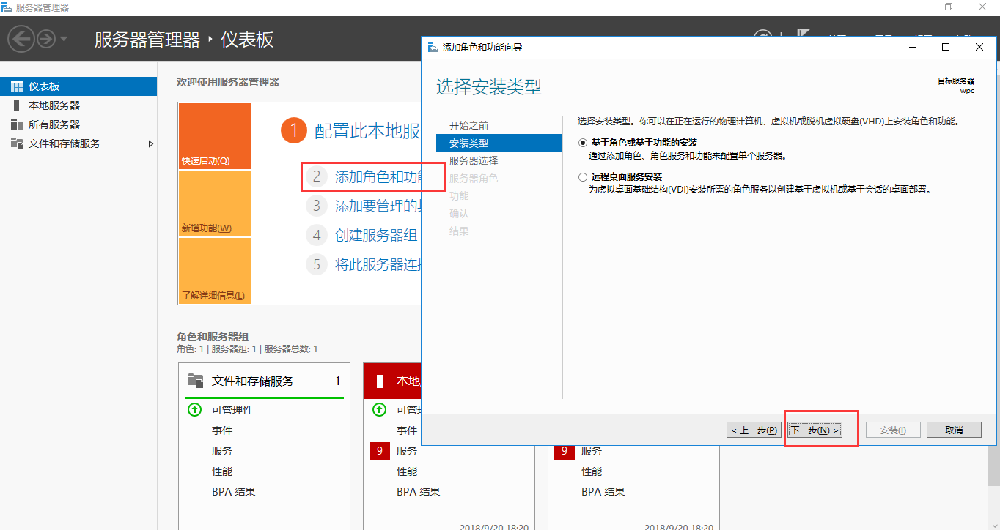 服务器管理器
服务器管理器 ‣ 仪表板
仪表板
本地服务器
所有服务器
文件和存储服务
欢迎使用服务器管理器
快速启动(Q)
新增功能(W)
了解详细信息(L)
1 配置此本地服
2 添加角色和功
3 添加要管理的
4 创建服务器组
5 将此服务器连
角色和服务器组
角色: 1 | 服务器组: 1 | 服务器总数: 1
文件和存储服务 1
可管理性
事件
服务
性能
BPA 结果
本地
可管
事件
9 服务
性能
BPA 结果
2018/9/20 18:20
9 服务
性能
BPA 结果
2018/9/20 18:20
添加角色和功能向导
选择安装类型
目标服务器
wpc
开始之前
安装类型
服务器选择
服务器角色
功能
确认
结果
选择安装类型。你可以在正在运行的物理计算机、虚拟机或脱机虚拟硬盘(VHD)上安装角色和功能。
基于角色或基于功能的安装
通过添加角色、角色服务和功能来配置单个服务器。
远程桌面服务安装
为虚拟桌面基础结构(VDI)安装所需的角色服务以创建基于虚拟机或基于会话的桌面部署。
< 上一步(P)
下一步(N) >
安装(I)
取消